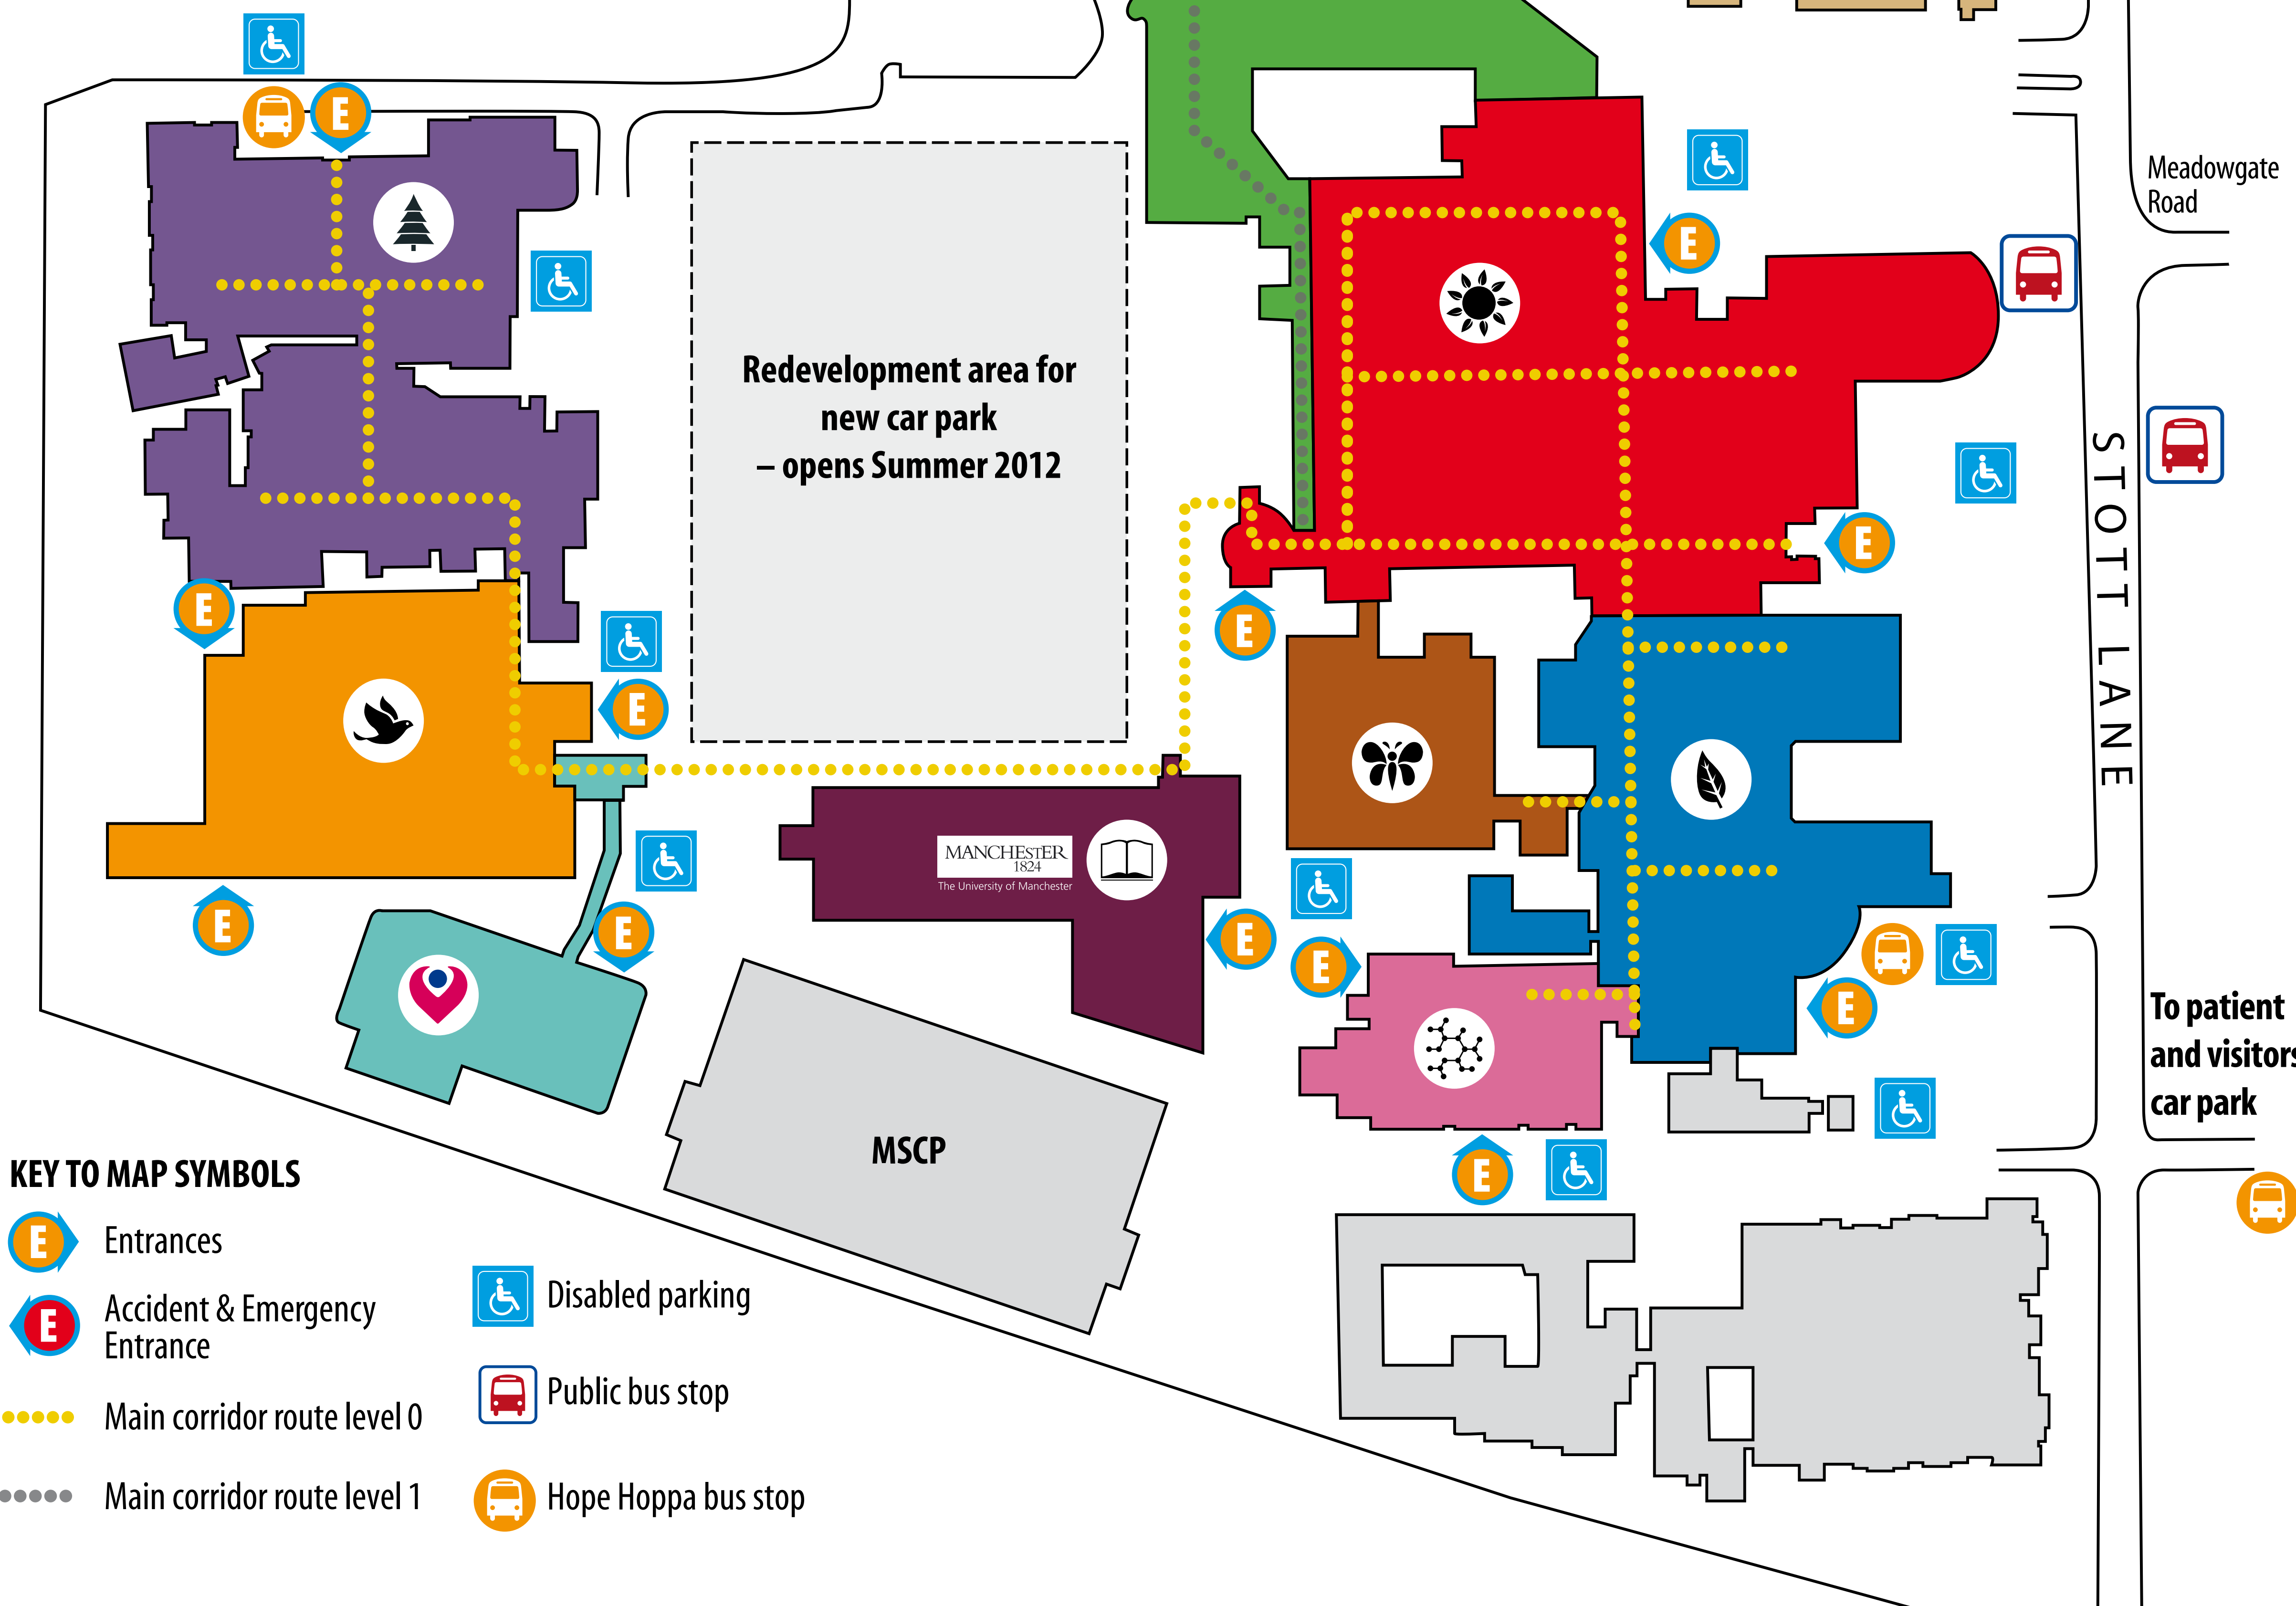 E
Meadowgate
Road
E
Redevelopment area for
new car park
– opens Summer 2012
STOTT LANE
E
E
E
E
MANCHESTER
1824
The University of Manchester
E
E
E
E
E
To patient
and visitors
car park
MSCP
E
KEY TO MAP SYMBOLS
E Entrances
E Accident & Emergency
Entrance
Main corridor route level 0
Main corridor route level 1
Disabled parking
Public bus stop
Hope Hoppa bus stop